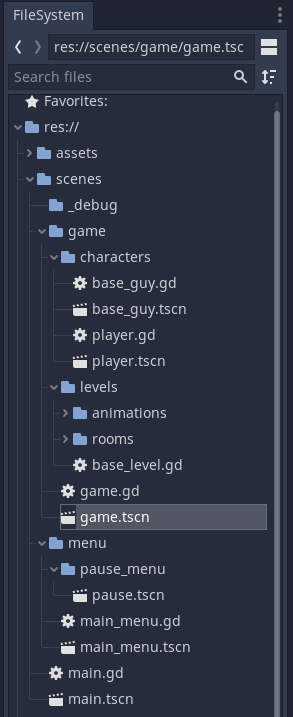 FileSystem
res://scenes/game/game.tsc
Search files
Favorites:
res://
assets
scenes
_debug
game
characters
base_guy.gd
base_guy.tscn
player.gd
player.tscn
levels
animations
rooms
base_level.gd
game.gd
game.tscn
menu
pause_menu
pause.tscn
main_menu.gd
main_menu.tscn
main.gd
main.tscn